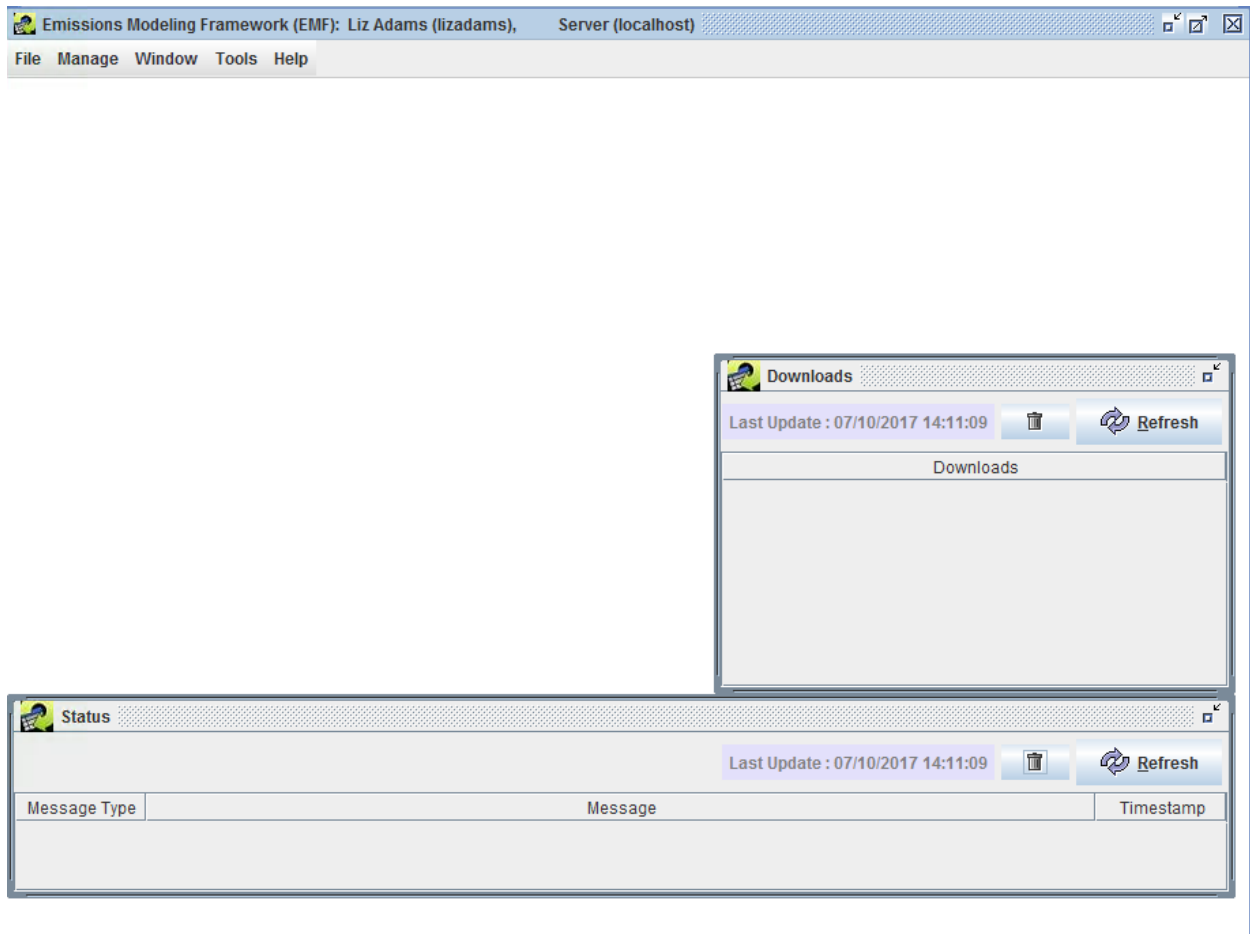 Emissions Modeling Framework (EMF): Liz Adams (lizadams), Server (localhost)
File Manage Window Tools Help
Downloads
Last Update : 07/10/2017 14:11:09 Refresh
Downloads
Status
Last Update : 07/10/2017 14:11:09 Refresh
Message Type Message Timestamp